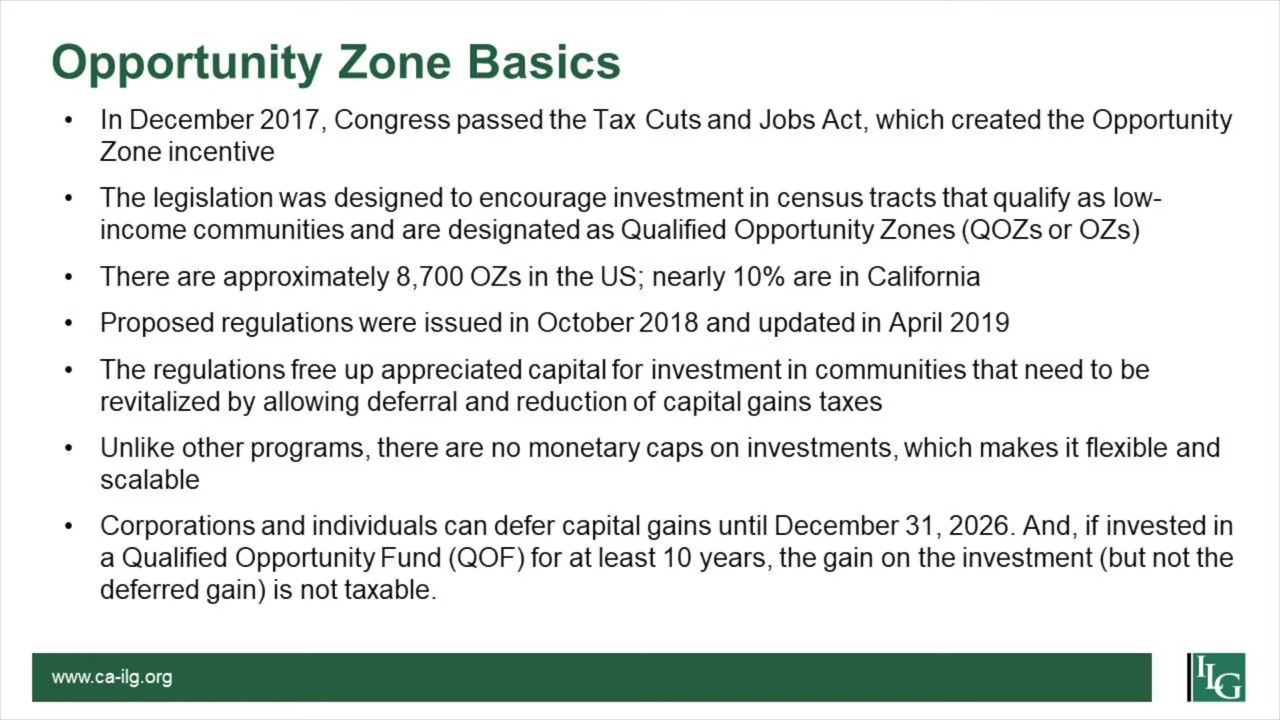 Opportunity Zone Basics
• In December 2017, Congress passed the Tax Cuts and Jobs Act, which created the Opportunity
Zone incentive
• The legislation was designed to encourage investment in census tracts that qualify as low-
income communities and are designated as Qualified Opportunity Zones (QOZs or OZs)
• There are approximately 8,700 OZs in the US; nearly 10% are in California
• Proposed regulations were issued in October 2018 and updated in April 2019
• The regulations free up appreciated capital for investment in communities that need to be
revitalized by allowing deferral and reduction of capital gains taxes
• Unlike other programs, there are no monetary caps on investments, which makes it flexible and
scalable
• Corporations and individuals can defer capital gains until December 31, 2026. And, if invested in
a Qualified Opportunity Fund (QOF) for at least 10 years, the gain on the investment (but not the
deferred gain) is not taxable.
www.ca-ilg.org
ILG